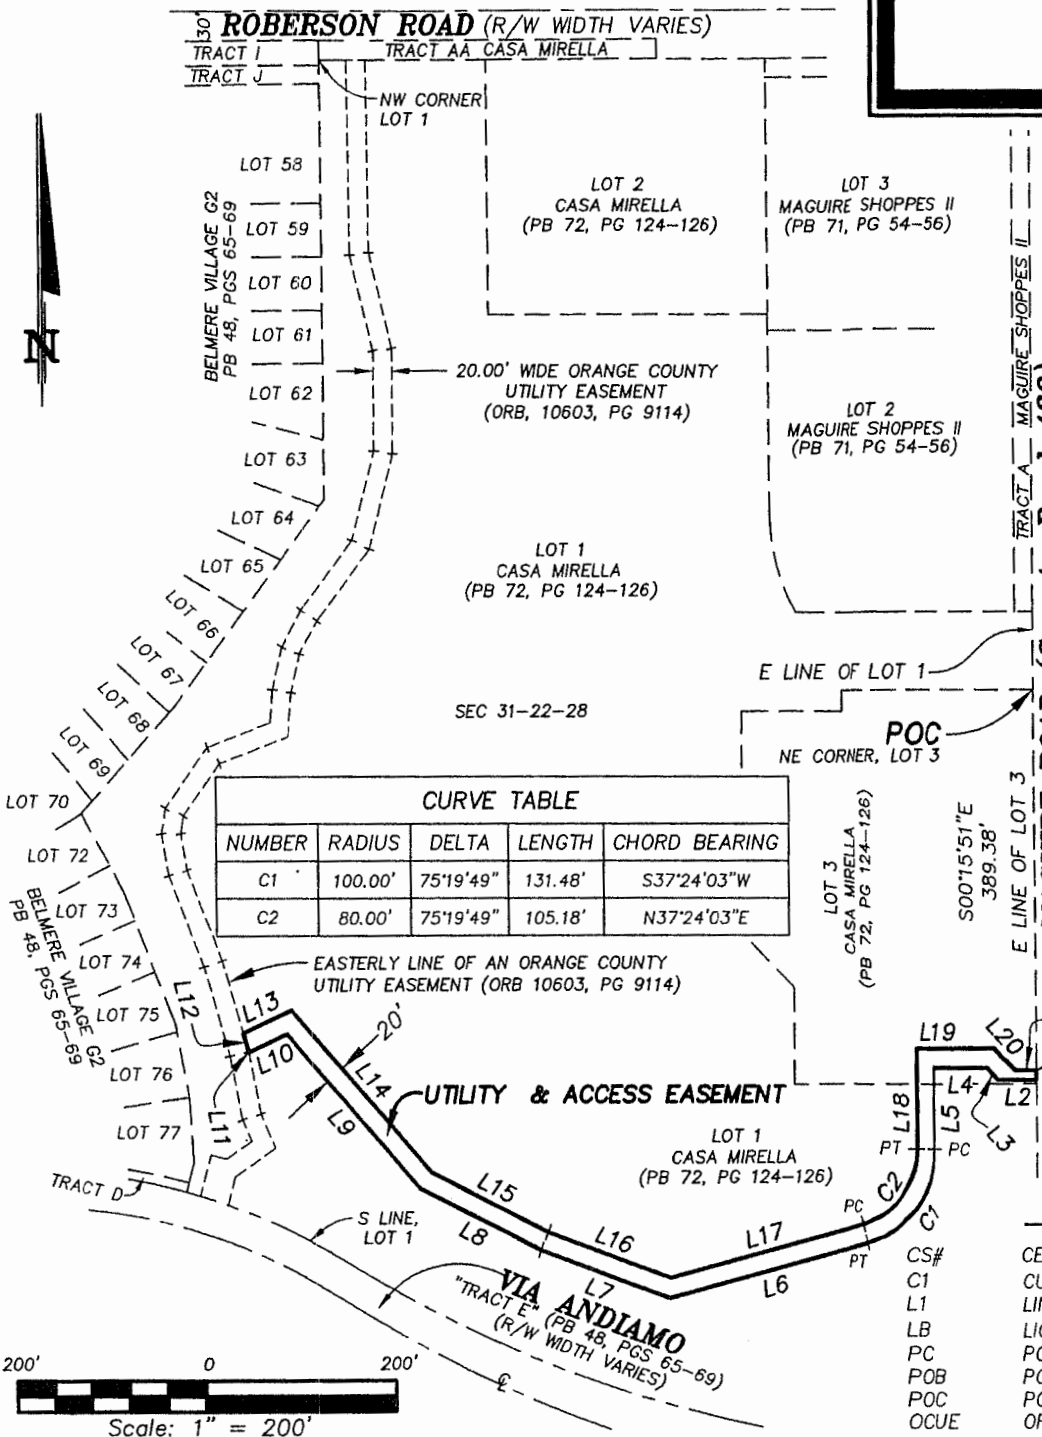 30'
ROBERSON ROAD (R/W WIDTH VARIES)
TRACT I
TRACT AA CASA MIRELLA
TRACT J
NW CORNER
LOT 1
LOT 58
LOT 59
LOT 60
LOT 61
LOT 62
LOT 63
LOT 64
LOT 65
LOT 66
LOT 67
LOT 68
LOT 69
LOT 70
LOT 72
LOT 73
LOT 74
LOT 75
LOT 76
LOT 77
BELMERE VILLAGE G2
PB 48, PGS 65-69
N
LOT 2
CASA MIRELLA
(PB 72, PG 124-126)
LOT 3
MAGUIRE SHOPPES II
(PB 71, PG 54-56)
20.00' WIDE ORANGE COUNTY
UTILITY EASEMENT
(ORB, 10603, PG 9114)
LOT 2
MAGUIRE SHOPPES II
(PB 71, PG 54-56)
TRACT A MAGUIRE SHOPPES II
LOT 1
CASA MIRELLA
(PB 72, PG 124-126)
E LINE OF LOT 1
SEC 31-22-28
POC
NE CORNER, LOT 3
CURVE TABLE
NUMBER RADIUS DELTA LENGTH CHORD BEARING
C1 100.00' 75°19'49" 131.48' S37°24'03"W
C2 80.00' 75°19'49" 105.18' N37°24'03"E
LOT 3
CASA MIRELLA
(PB 72, PG 124-126)
S00°15'51"E
389.38'
E LINE OF LOT 3
BELMERE VILLAGE G2
PB 48, PGS 65-69
EASTERLY LINE OF AN ORANGE COUNTY
UTILITY EASEMENT (ORB 10603, PG 9114)
L12
L13
L10
L11
20'
L14
L9
UTILITY & ACCESS EASEMENT
L19
L20
L4
L2
L3
L18
L5
PT
PC
C2
C1
LOT 1
CASA MIRELLA
(PB 72, PG 124-126)
L15
L8
L16
L7
L17
L6
PC
PT
TRACT D
S LINE,
LOT 1
VIA ANDIAMO
"TRACT E" (PB 48, PGS 65-69)
(R/W WIDTH VARIES)
200' 0 200'
Scale: 1" = 200'
CS#
C1
L1
LB
PC
POB
POC
OCUE